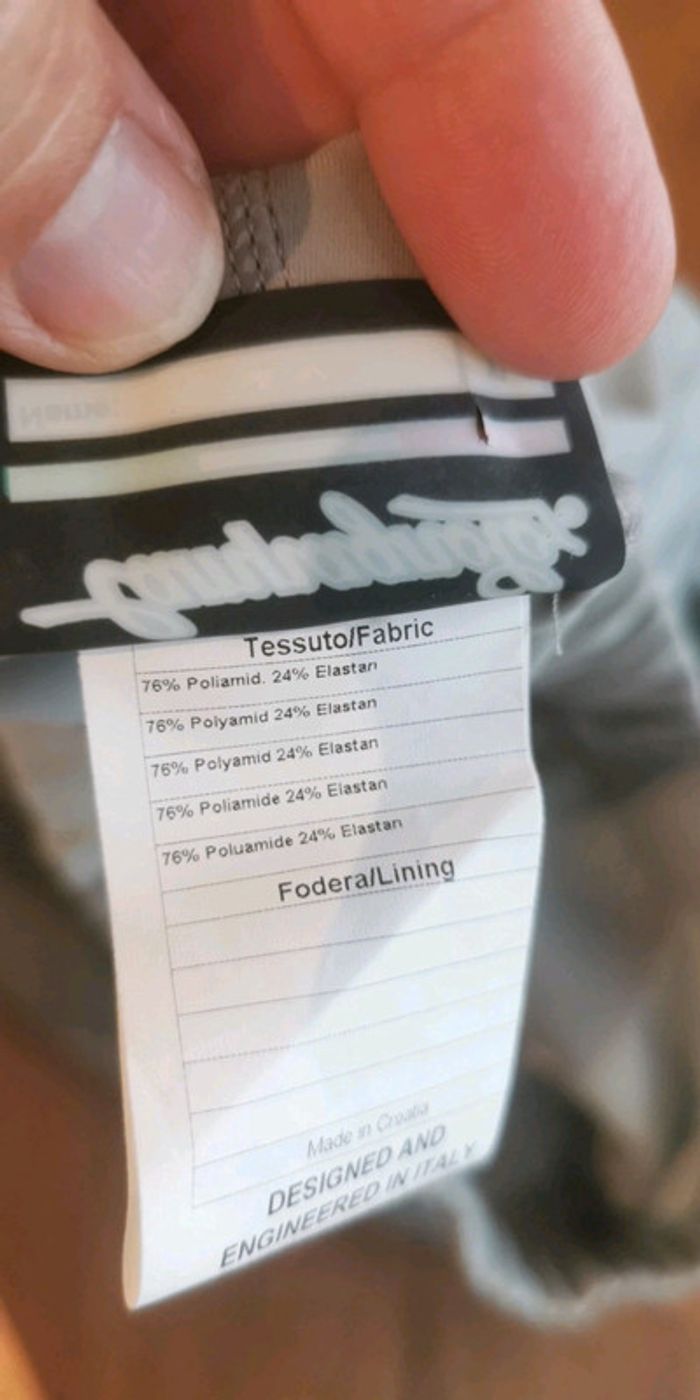 Tessuto/Fabric
76% Poliamid. 24% Elastan
76% Polyamid 24% Elastan
76% Polyamid 24% Elastan
76% Poliamide 24% Elastan
76% Poluamide 24% Elastan
Fodera/Lining
Made in Croatia
DESIGNED AND
ENGINEERED IN ITALY